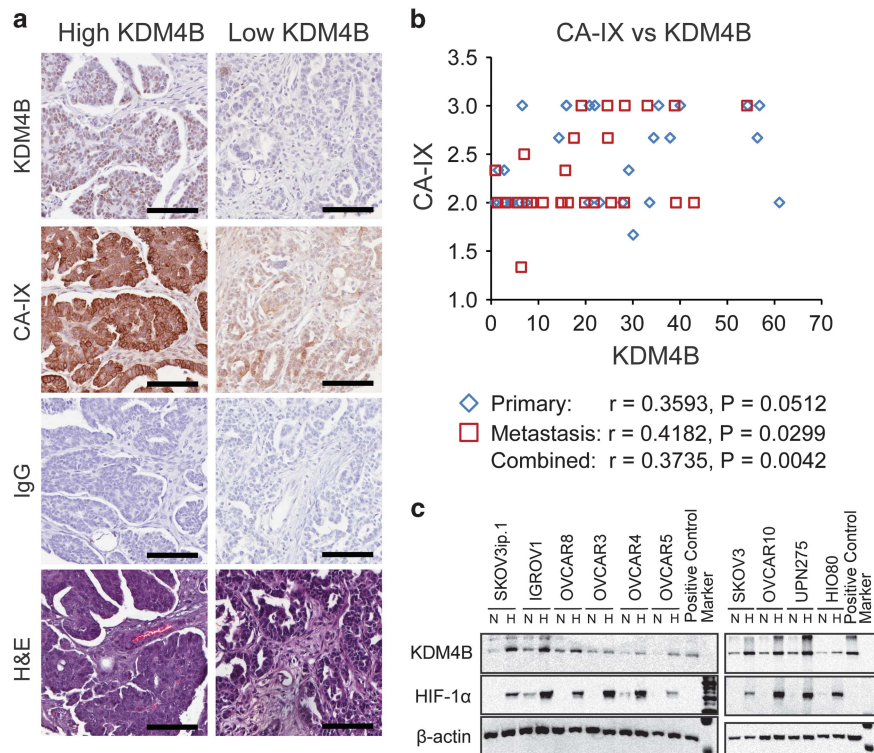 a
High KDM4B Low KDM4B
KDM4B
CA-IX
IgG
H&E
b
CA-IX vs KDM4B
CA-IX
3.5
3.0
2.5
2.0
1.5
1.0
0 10 20 30 40 50 60 70
KDM4B
Primary: r = 0.3593, P = 0.0512
Metastasis: r = 0.4182, P = 0.0299
Combined: r = 0.3735, P = 0.0042
c
SKOV3ip.1 IGROV1 OVCAR8 OVCAR3 OVCAR4 OVCAR5 Positive Control Marker SKOV3 OVCAR10 UPN275 HIO80 Positive Control Marker
N H N H N H N H N H N H N H N H N H N H
KDM4B
HIF-1α
β-actin